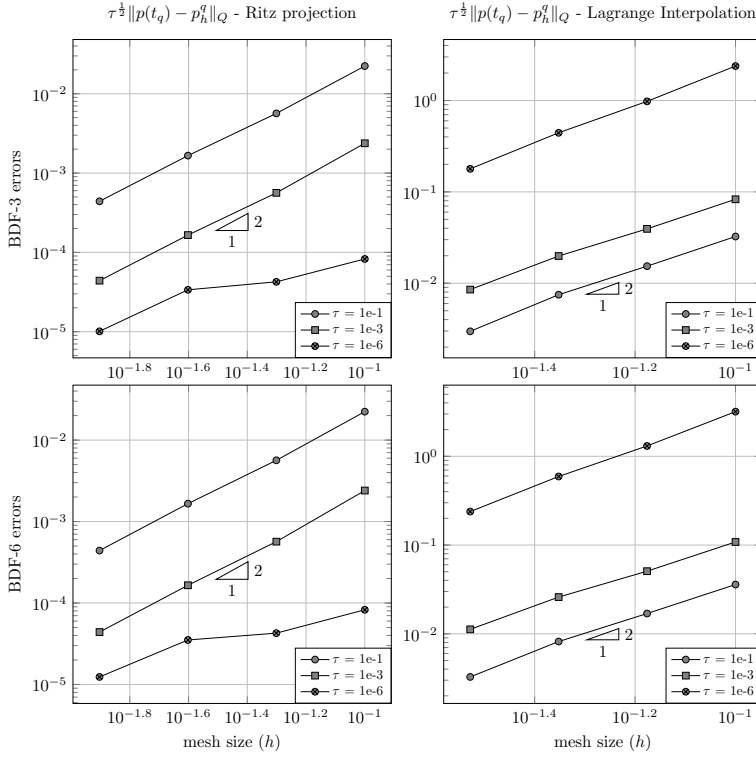 τ^{1/2}‖p(t_q) − p_h^q‖_Q - Ritz projection
τ^{1/2}‖p(t_q) − p_h^q‖_Q - Lagrange Interpolation
BDF-3 errors
10^{−2}
10^{−3}
10^{−4}
10^{−5}
2
1
τ = 1e-1
τ = 1e-3
τ = 1e-6
10^{−1.8} 10^{−1.6} 10^{−1.4} 10^{−1.2} 10^{−1}
10^{0}
10^{−1}
10^{−2}
2
1
τ = 1e-1
τ = 1e-3
τ = 1e-6
10^{−1.4} 10^{−1.2} 10^{−1}
BDF-6 errors
10^{−2}
10^{−3}
10^{−4}
10^{−5}
2
1
τ = 1e-1
τ = 1e-3
τ = 1e-6
10^{−1.8} 10^{−1.6} 10^{−1.4} 10^{−1.2} 10^{−1}
mesh size (h)
10^{0}
10^{−1}
10^{−2}
2
1
τ = 1e-1
τ = 1e-3
τ = 1e-6
10^{−1.4} 10^{−1.2} 10^{−1}
mesh size (h)